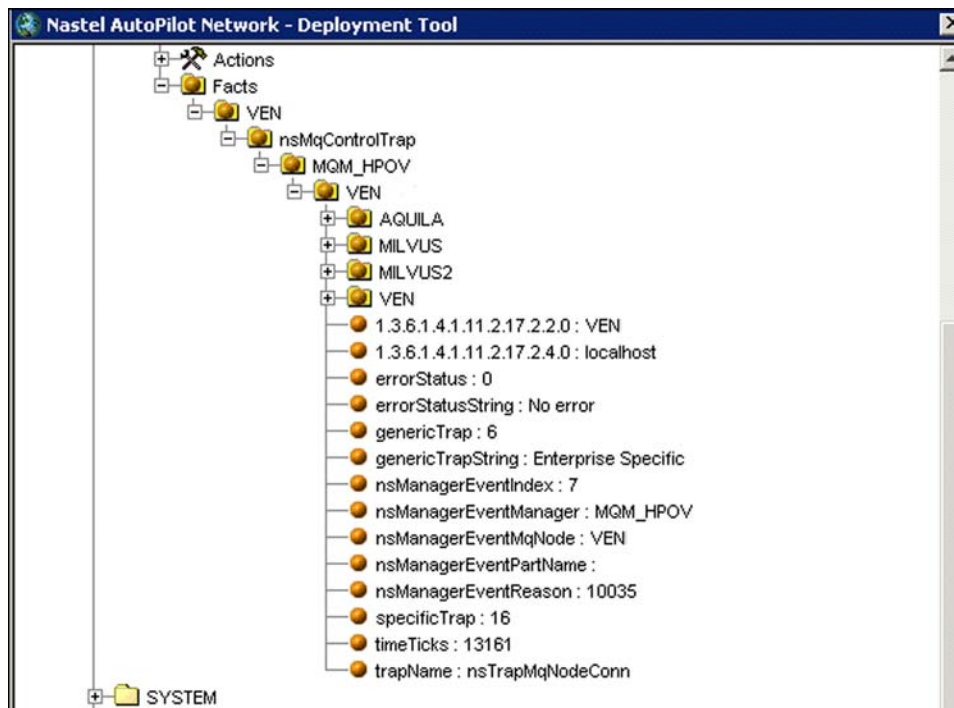 Nastel AutoPilot Network - Deployment Tool
Actions
Facts
VEN
nsMqControlTrap
MQM_HPOV
VEN
AQUILA
MILVUS
MILVUS2
VEN
1.3.6.1.4.1.11.2.17.2.2.0 : VEN
1.3.6.1.4.1.11.2.17.2.4.0 : localhost
errorStatus : 0
errorStatusString : No error
genericTrap : 6
genericTrapString : Enterprise Specific
nsManagerEventIndex : 7
nsManagerEventManager : MQM_HPOV
nsManagerEventMqNode : VEN
nsManagerEventPartName :
nsManagerEventReason : 10035
specificTrap : 16
timeTicks : 13161
trapName : nsTrapMqNodeConn
SYSTEM